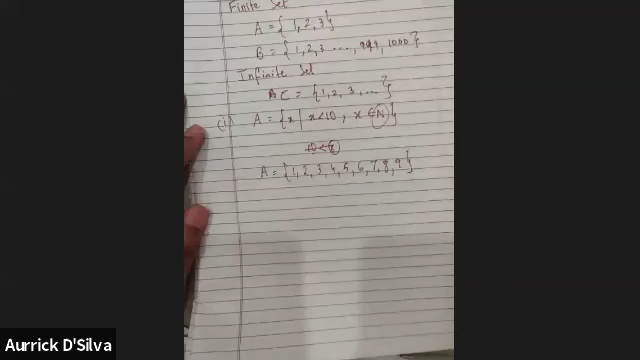 Finite Set
A = { 1, 2, 3}
B = { 1, 2, 3 ...., 999, 1000 }
Infinite Set
C = {1, 2, 3, ....}
(i) A = {x | x<10, x ∈ N}
A = {1, 2, 3, 4, 5, 6, 7, 8, 9 }
Aurrick D'Silva